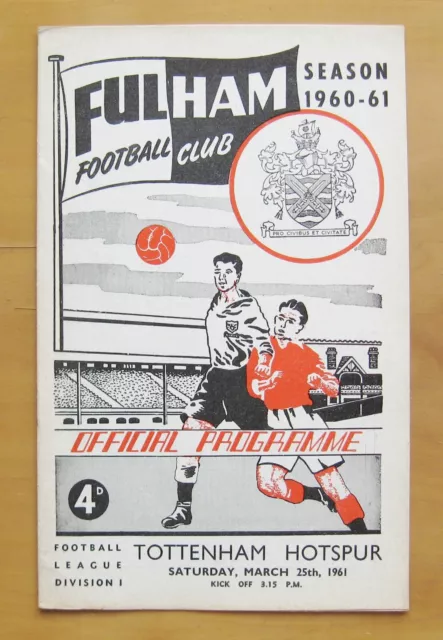 FULHAM
FOOTBALL CLUB
SEASON
1960-61
PRO CIVIBUS ET CIVITATE
OFFICIAL PROGRAMME
4D
FOOTBALL
LEAGUE
DIVISION I
TOTTENHAM HOTSPUR
SATURDAY, MARCH 25th, 1961
KICK OFF 3.15 P.M.